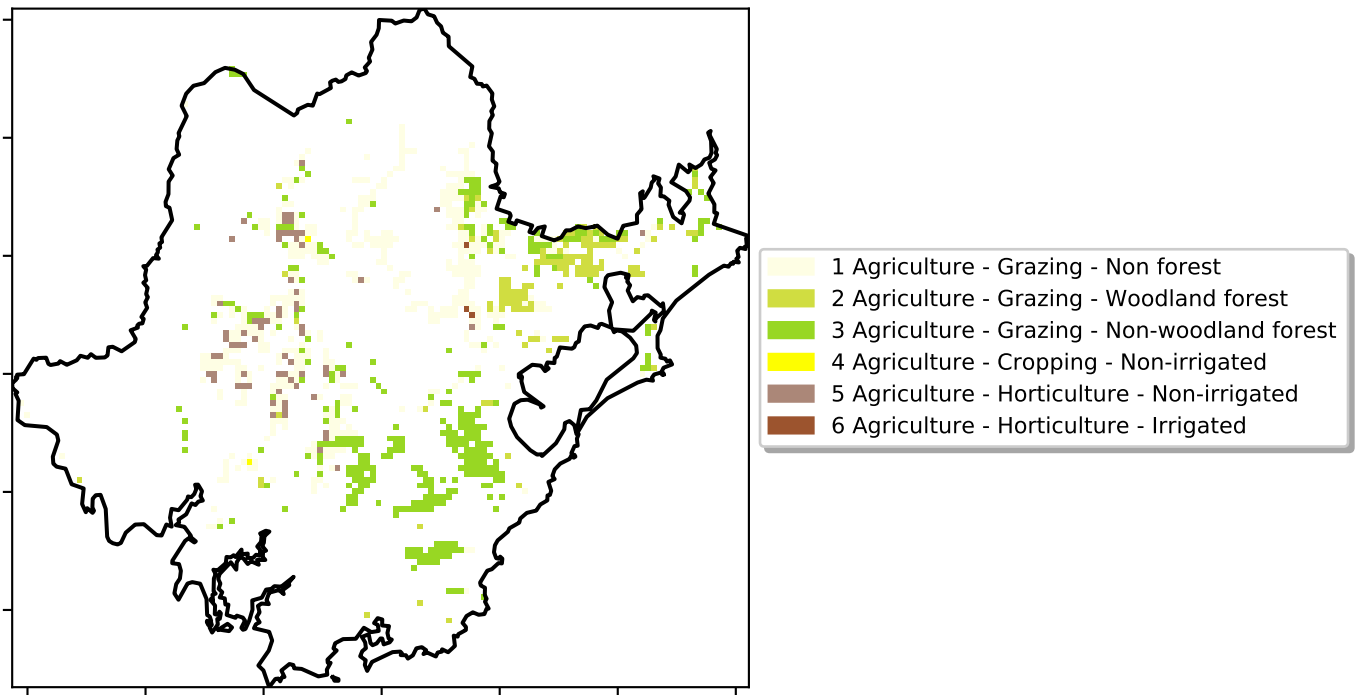 1 Agriculture - Grazing - Non forest
2 Agriculture - Grazing - Woodland forest
3 Agriculture - Grazing - Non-woodland forest
4 Agriculture - Cropping - Non-irrigated
5 Agriculture - Horticulture - Non-irrigated
6 Agriculture - Horticulture - Irrigated